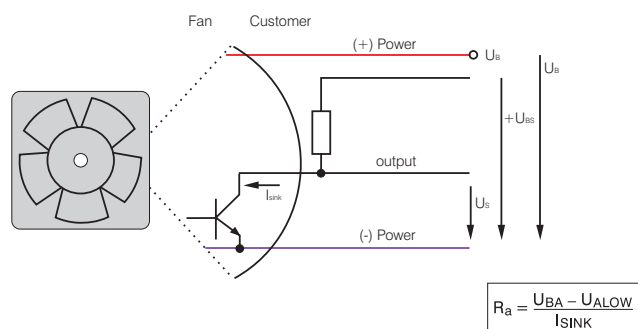 Fan Customer
(+) Power
UB
UB
+UBS
output
Isink
US
(-) Power
Ra = UBA – UALOW
ISINK